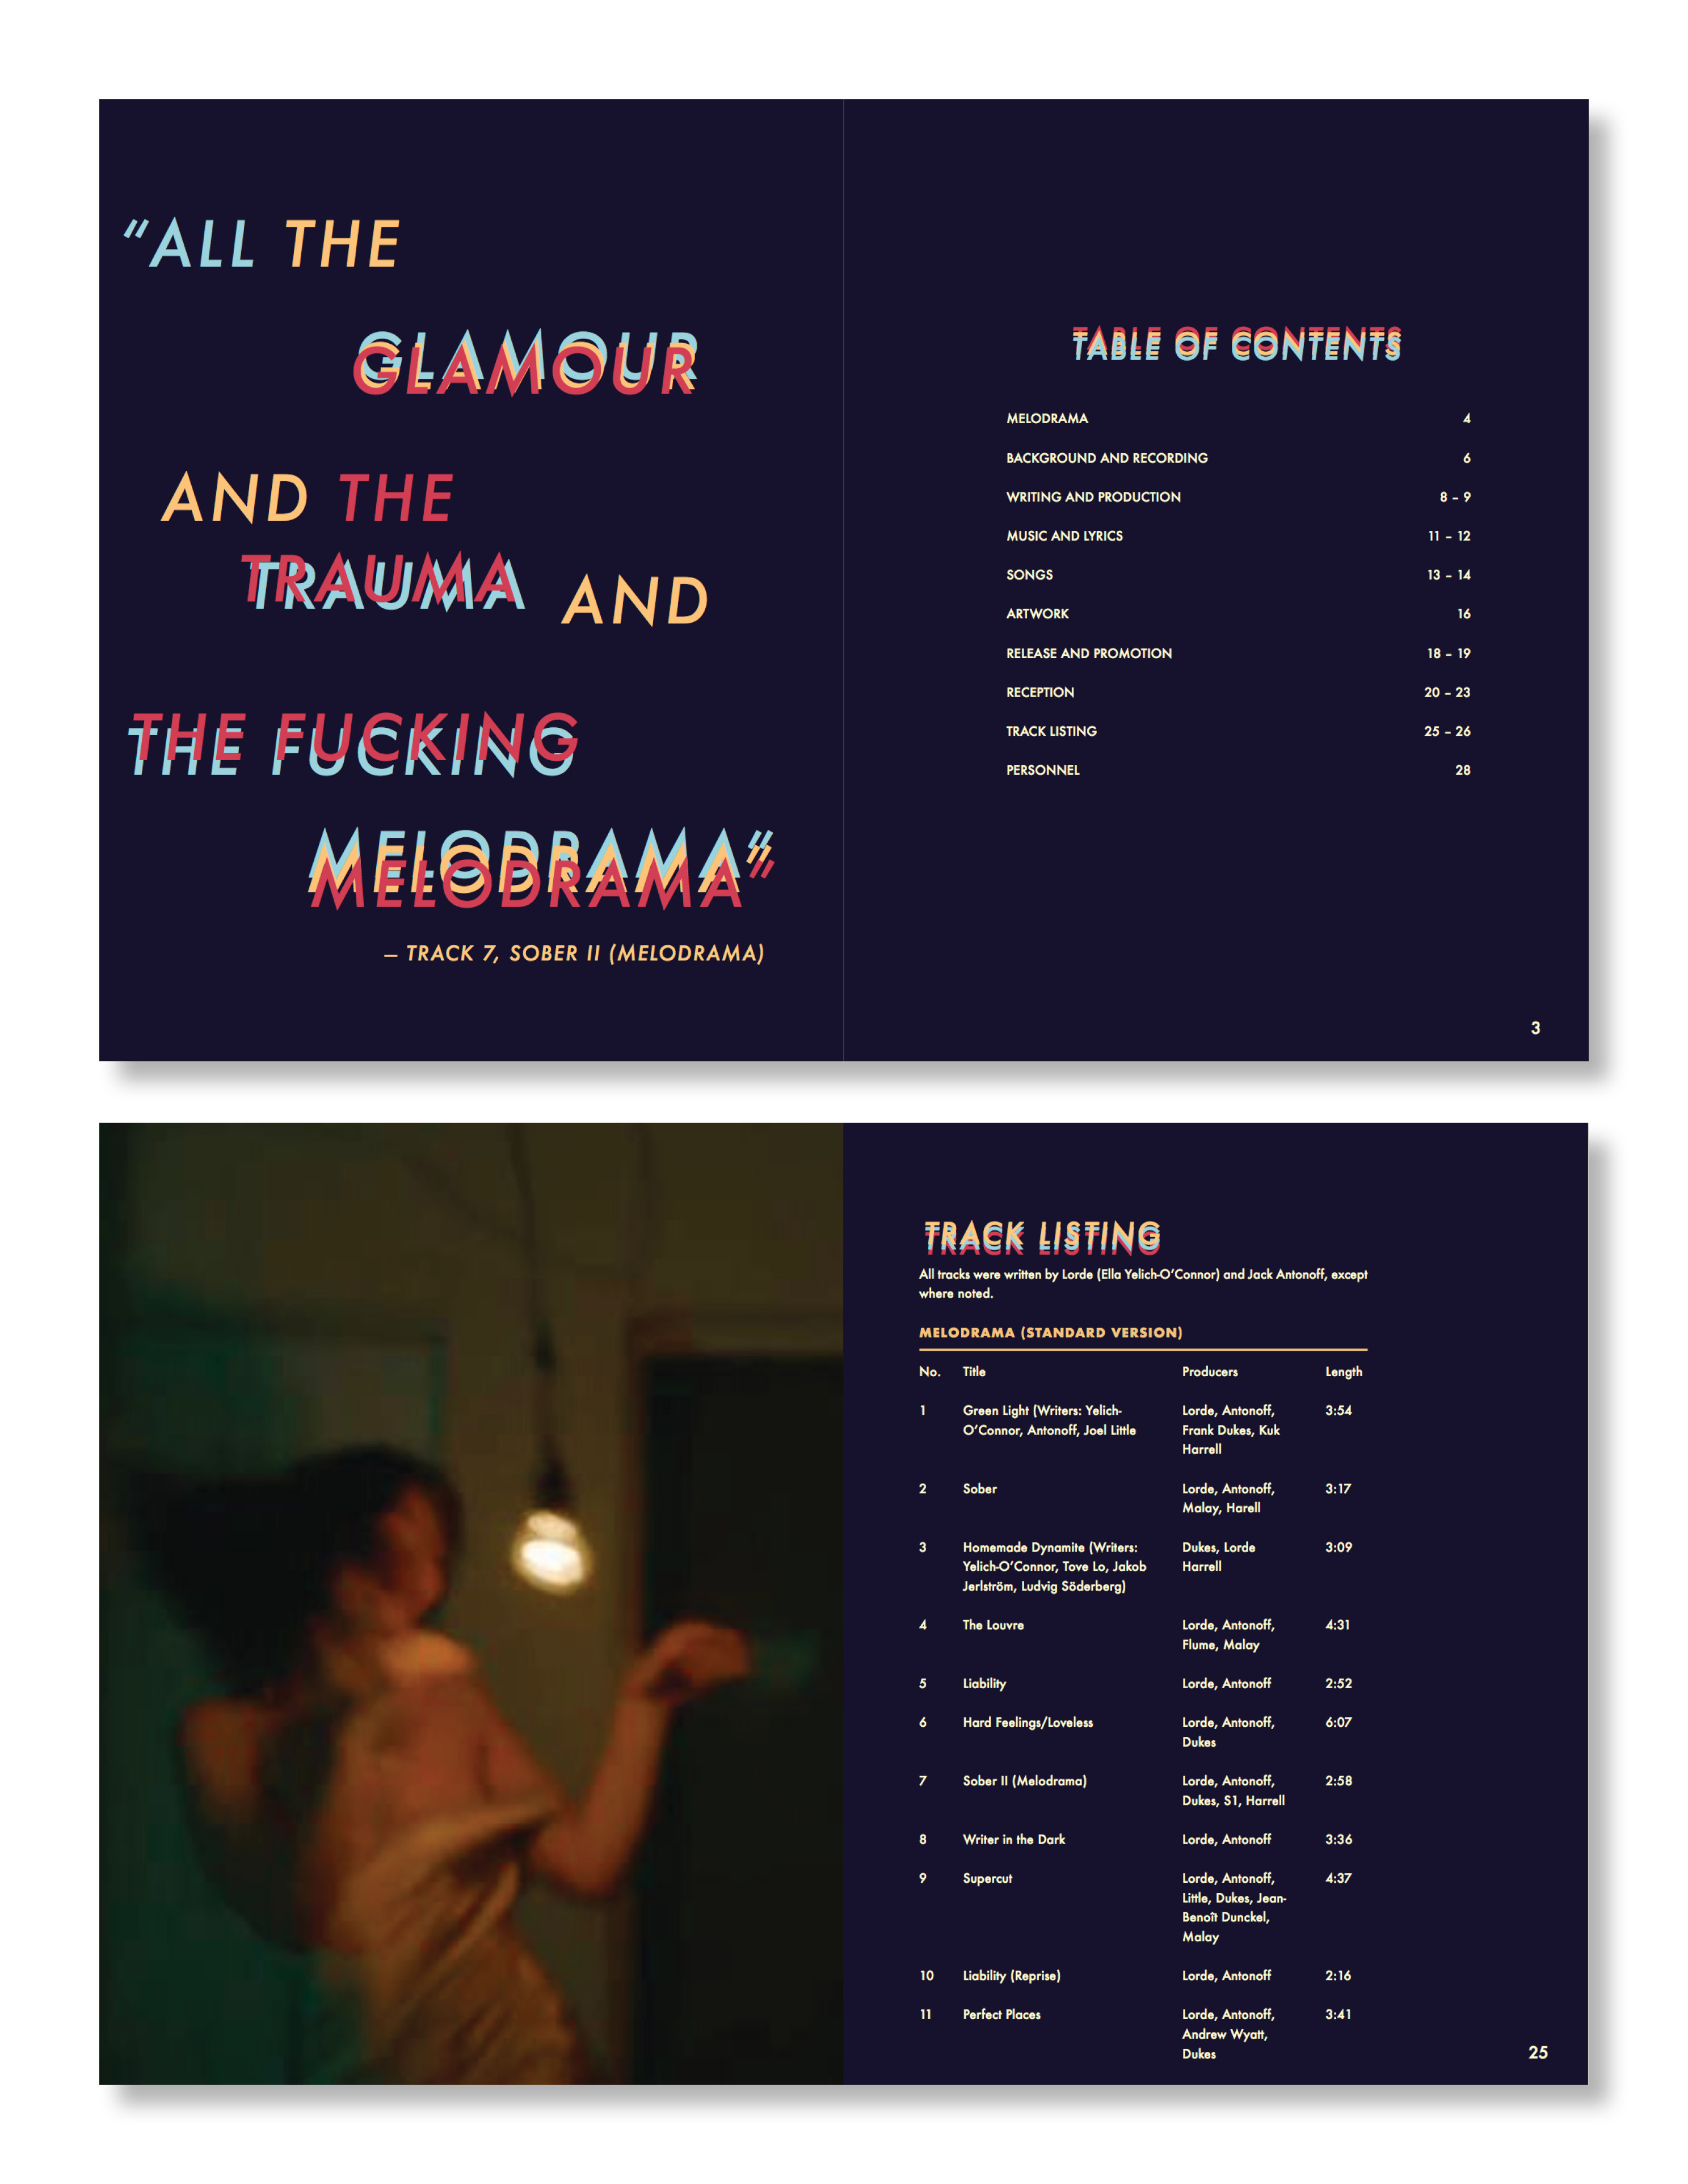 “ALL THE
GLAMOUR
AND THE
TRAUMA AND
THE FUCKING
MELODRAMA”
– TRACK 7, SOBER II (MELODRAMA)
TABLE OF CONTENTS
MELODRAMA 4
BACKGROUND AND RECORDING 6
WRITING AND PRODUCTION 8 – 9
MUSIC AND LYRICS 11 – 12
SONGS 13 – 14
ARTWORK 16
RELEASE AND PROMOTION 18 – 19
RECEPTION 20 – 23
TRACK LISTING 25 – 26
PERSONNEL 28
3
TRACK LISTING
All tracks were written by Lorde (Ella Yelich-O’Connor) and Jack Antonoff, except
where noted.
MELODRAMA (STANDARD VERSION)
No. Title Producers Length
1 Green Light (Writers: Yelich- Lorde, Antonoff, 3:54
O’Connor, Antonoff, Joel Little Frank Dukes, Kuk
Harrell
2 Sober Lorde, Antonoff, 3:17
Malay, Harell
3 Homemade Dynamite (Writers: Dukes, Lorde 3:09
Yelich-O’Connor, Tove Lo, Jakob Harrell
Jerlström, Ludvig Söderberg)
4 The Louvre Lorde, Antonoff, 4:31
Flume, Malay
5 Liability Lorde, Antonoff 2:52
6 Hard Feelings/Loveless Lorde, Antonoff, 6:07
Dukes
7 Sober II (Melodrama) Lorde, Antonoff, 2:58
Dukes, S1, Harrell
8 Writer in the Dark Lorde, Antonoff 3:36
9 Supercut Lorde, Antonoff, 4:37
Little, Dukes, Jean-
Benoît Dunckel,
Malay
10 Liability (Reprise) Lorde, Antonoff 2:16
11 Perfect Places Lorde, Antonoff, 3:41
Andrew Wyatt,
Dukes
25